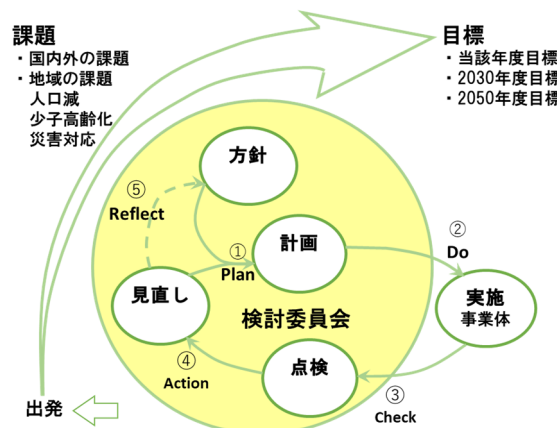 課題
・国内外の課題
・地域の課題
人口減
少子高齢化
災害対応
目標
・当該年度目標
・2030年度目標
・2050年度目標
方針
⑤
Reflect
①
Plan
計画
②
Do
見直し
検討委員会
実施
事業体
④
Action
点検
③
Check
出発